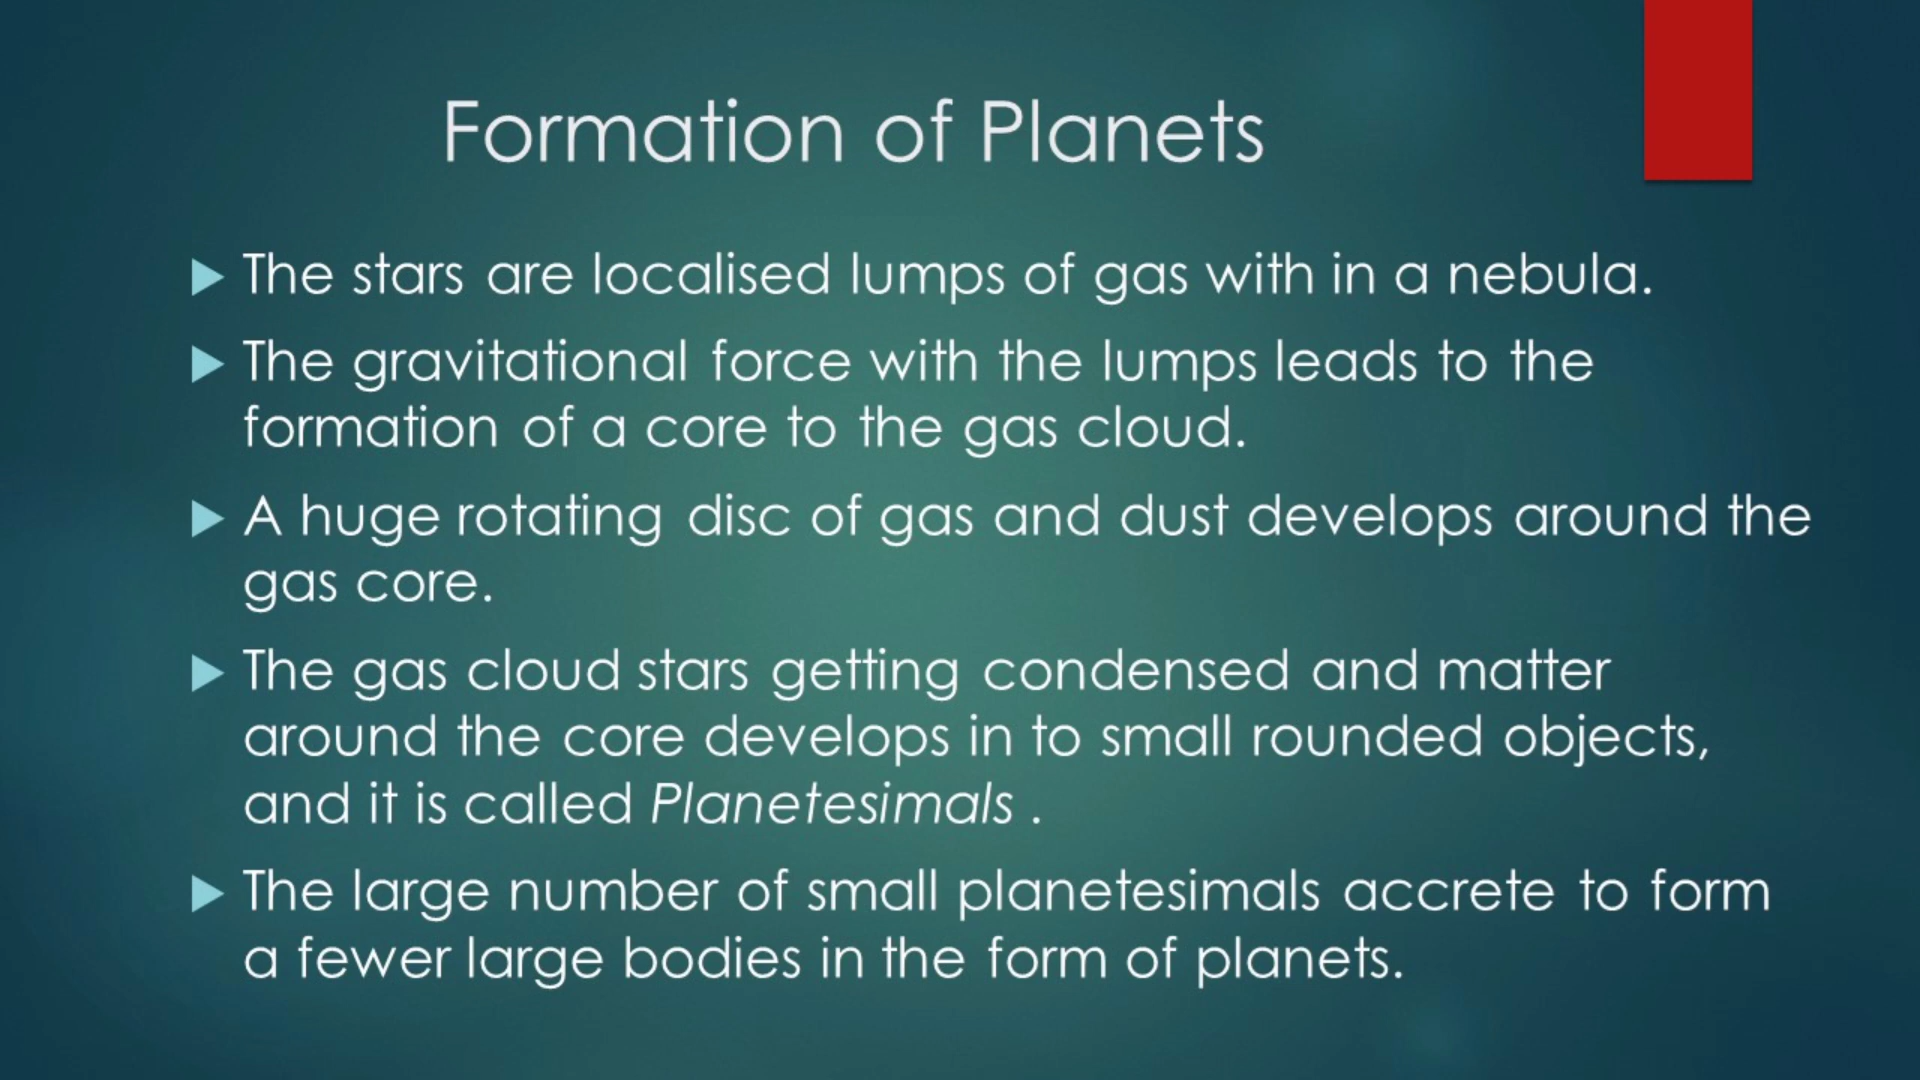 Formation of Planets
The stars are localised lumps of gas with in a nebula.
The gravitational force with the lumps leads to the
formation of a core to the gas cloud.
A huge rotating disc of gas and dust develops around the
gas core.
The gas cloud stars getting condensed and matter
around the core develops in to small rounded objects,
and it is called Planetesimals .
The large number of small planetesimals accrete to form
a fewer large bodies in the form of planets.